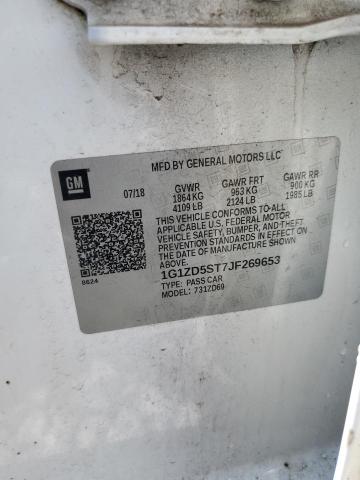 GM
MFD BY GENERAL MOTORS LLC
07/18 GVWR GAWR FRT GAWR RR
1864 KG 963 KG 900 KG
4109 LB 2124 LB 1985 LB
THIS VEHICLE CONFORMS TO ALL
APPLICABLE U.S. FEDERAL MOTOR
VEHICLE SAFETY, BUMPER, AND THEFT
PREVENTION STANDARDS IN EFFECT ON
THE DATE OF MANUFACTURE SHOWN
ABOVE.
8624
1G1ZD5ST7JF269653
TYPE: PASS CAR
MODEL: 731ZD69